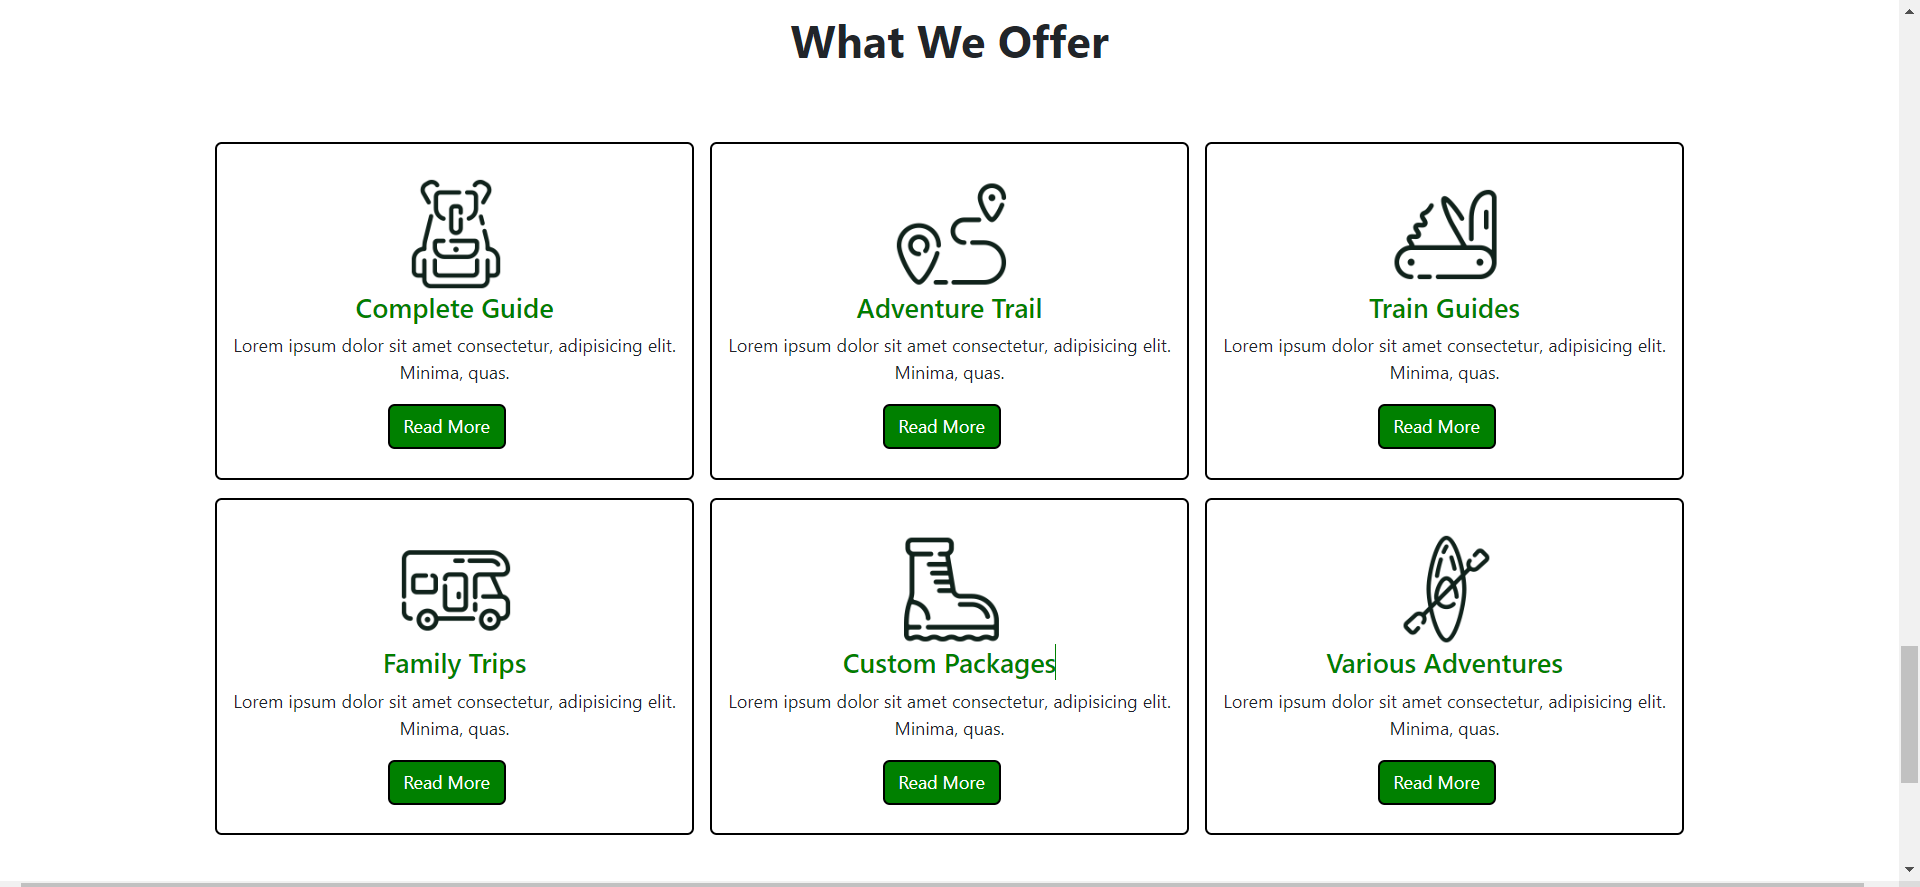 What We Offer
Complete Guide
Lorem ipsum dolor sit amet consectetur, adipisicing elit.
Minima, quas.
Read More
Adventure Trail
Lorem ipsum dolor sit amet consectetur, adipisicing elit.
Minima, quas.
Read More
Train Guides
Lorem ipsum dolor sit amet consectetur, adipisicing elit.
Minima, quas.
Read More
Family Trips
Lorem ipsum dolor sit amet consectetur, adipisicing elit.
Minima, quas.
Read More
Custom Packages
Lorem ipsum dolor sit amet consectetur, adipisicing elit.
Minima, quas.
Read More
Various Adventures
Lorem ipsum dolor sit amet consectetur, adipisicing elit.
Minima, quas.
Read More